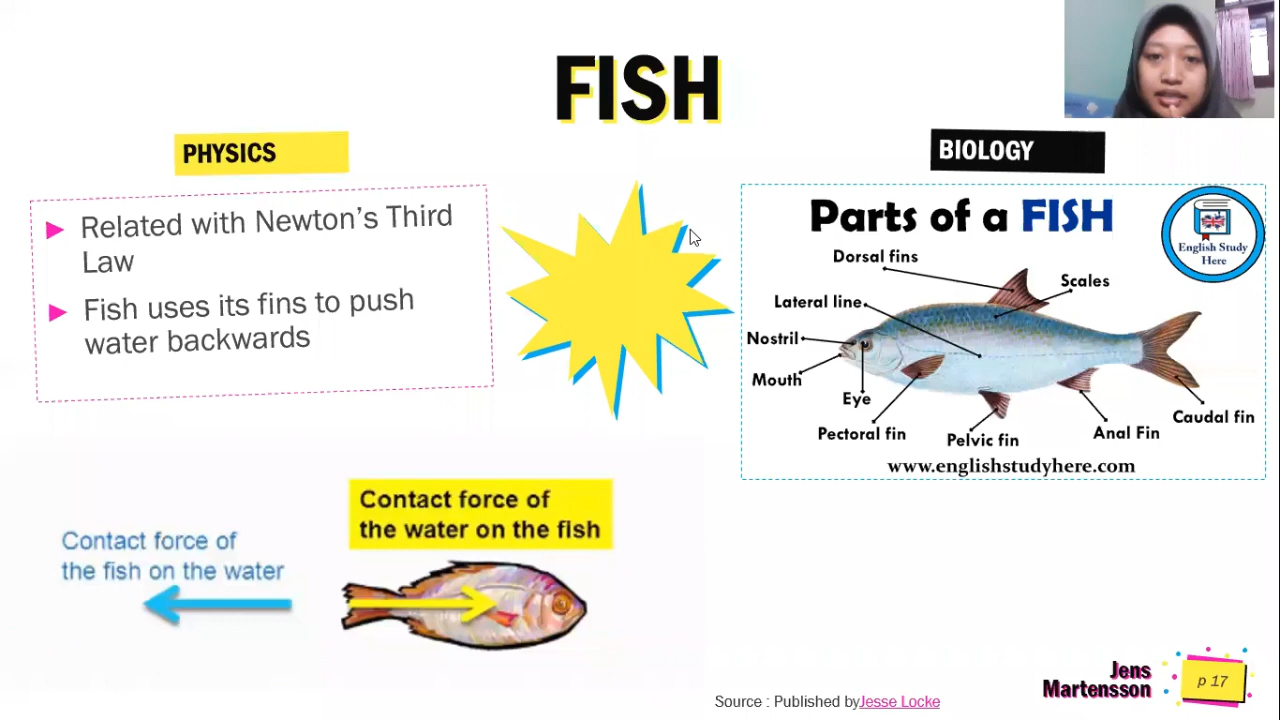 FISH
PHYSICS
Related with Newton's Third
Law
Fish uses its fins to push
water backwards
BIOLOGY
Parts of a FISH
English Study
Here
Dorsal fins
Scales
Lateral line
Nostril
Mouth
Eye
Pectoral fin
Pelvic fin
Anal Fin
Caudal fin
www.englishstudyhere.com
Contact force of
the water on the fish
Contact force of
the fish on the water
Source : Published byJesse Locke
Jens
Martensson
p 17